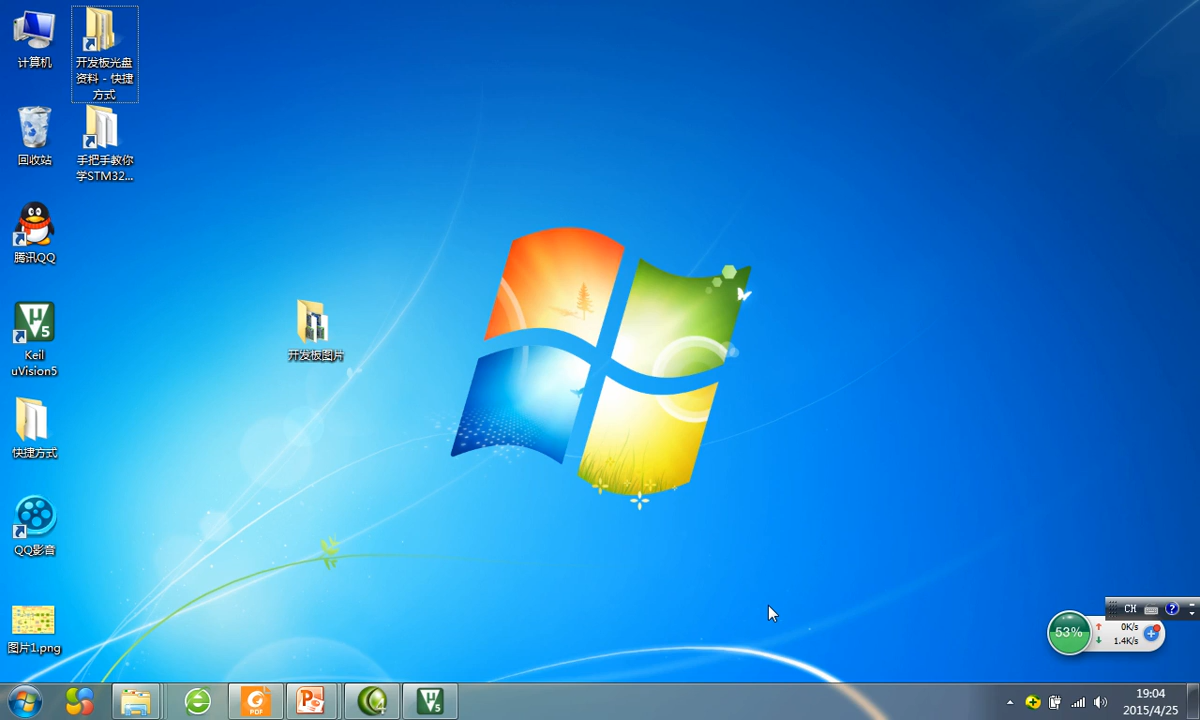 计算机
开发板光盘
资料 - 快捷
方式
回收站
手把手教你
学STM32...
腾讯QQ
Keil
uVision5
开发板图片
快捷方式
QQ影音
图片1.png
CH
53%
0K/s
1.4K/s
PDF
19:04
2015/4/25